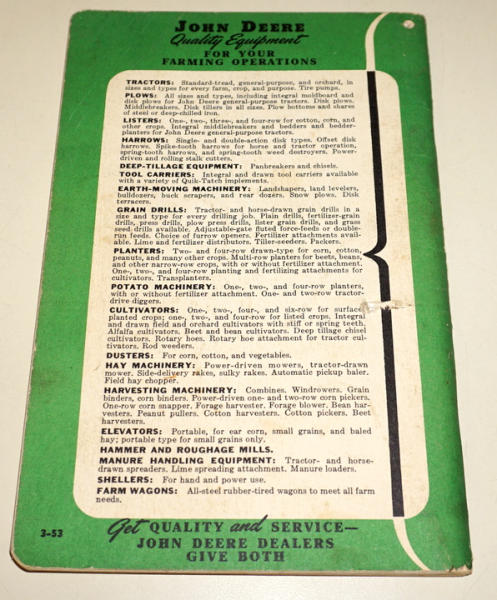 JOHN DEERE
Quality Equipment
FOR YOUR
FARMING OPERATIONS
TRACTORS: Standard-tread, general-purpose, and orchard, in
sizes and types for every farm, crop, and purpose. Tire pumps.
PLOWS: All sizes and types, including integral moldboard and
disk plows for John Deere general-purpose tractors. Disk plows.
Middlebreakers. Disk tillers in all sizes. Plow bottoms and shares
of steel or deep-chilled iron.
LISTERS: One-, two-, three-, and four-row for cotton, corn, and
other crops. Integral middlebreakers and bedders and bedder-
planters for John Deere general-purpose tractors.
HARROWS: Single- and double-action disk types. Offset disk
harrows. Spike-tooth harrows for horse and tractor operation,
spring-tooth harrows, and spring-tooth weed destroyers. Power-
driven and rolling stalk cutters.
DEEP-TILLAGE EQUIPMENT: Panbreakers and chisels.
TOOL CARRIERS: Integral and drawn tool carriers available
with a variety of Quik-Tatch implements.
EARTH-MOVING MACHINERY: Landshapers, land levelers,
bulldozers, buck scrapers, and rear dozers. Snow plows. Disk
terracers.
GRAIN DRILLS: Tractor- and horse-drawn grain drills in a
size and type for every drilling job. Plain drills, fertilizer-grain
drills, press drills, plow press drills, lister grain drills, and grass
seed drills available. Adjustable-gate fluted force-feeds or double-
run feeds. Choice of furrow openers. Fertilizer attachments avail-
able. Lime and fertilizer distributors. Tiller-seeders. Packers.
PLANTERS: Two- and four-row drawn-type for corn, cotton,
peanuts, and many other crops. Multi-row planters for beets, beans,
and other narrow-row crops, with or without fertilizer attachment.
One-, two-, and four-row planting and fertilizing attachments for
cultivators. Transplanters.
POTATO MACHINERY: One-, two-, and four-row planters,
with or without fertilizer attachment. One- and two-row tractor-
drive diggers.
CULTIVATORS: One-, two-, four-, and six-row for surface
planted crops; one-, two-, and four-row for listed crops. Integral
and drawn field and orchard cultivators with stiff or spring teeth.
Alfalfa cultivators. Beet and bean cultivators. Deep tillage chisel
cultivators. Rotary hoes. Rotary hoe attachment for tractor cul-
tivators. Rod weeders.
DUSTERS: For corn, cotton, and vegetables.
HAY MACHINERY: Power-driven mowers, tractor-drawn
mower. Side-delivery rakes, sulky rakes. Automatic pickup baler.
Field hay chopper.
HARVESTING MACHINERY: Combines. Windrowers. Grain
binders, corn binders. Power-driven one- and two-row corn pickers.
One-row corn snapper. Forage harvester. Forage blower. Bean har-
vesters. Peanut pullers. Cotton harvesters. Cotton pickers. Beet
harvesters.
ELEVATORS: Portable, for ear corn, small grains, and baled
hay; portable type for small grains only.
HAMMER AND ROUGHAGE MILLS.
MANURE HANDLING EQUIPMENT: Tractor- and horse-
drawn spreaders. Lime spreading attachment. Manure loaders.
SHELLERS: For hand and power use.
FARM WAGONS: All-steel rubber-tired wagons to meet all farm
needs.
3-53
Get QUALITY and SERVICE—
JOHN DEERE DEALERS
GIVE BOTH